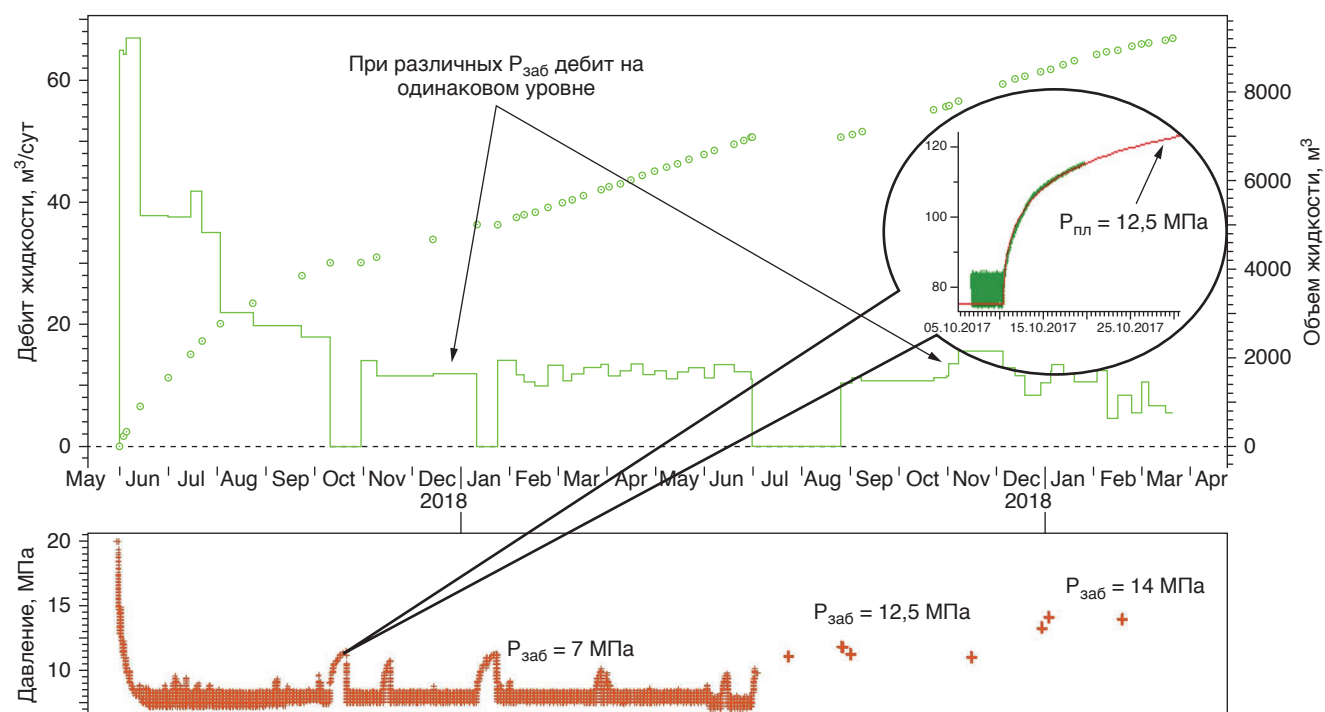 При различных Pзаб дебит на
одинаковом уровне
Дебит жидкости, м³/сут
60
40
20
0
Объем жидкости, м³
8000
6000
4000
2000
0
120
100
80
Pпл = 12,5 МПа
05.10.2017 15.10.2017 25.10.2017
May Jun Jul Aug Sep Oct Nov Dec Jan Feb Mar Apr May Jun Jul Aug Sep Oct Nov Dec Jan Feb Mar Apr
2018 2018
Давление, МПа
20
15
10
Pзаб = 7 МПа
Pзаб = 12,5 МПа
Pзаб = 14 МПа